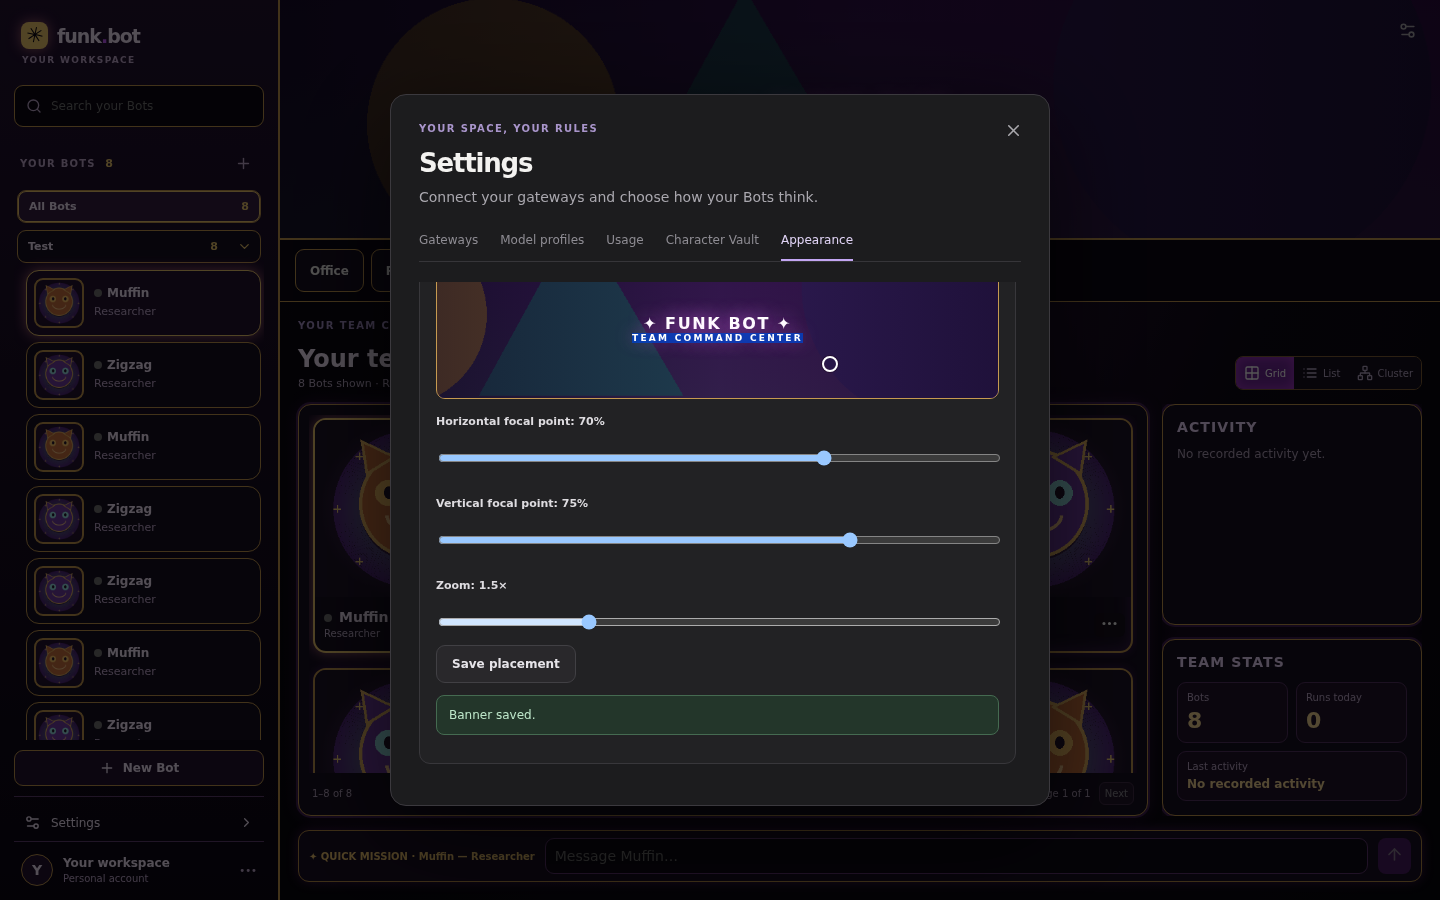 funk.bot
YOUR WORKSPACE
Search your Bots
YOUR BOTS 8
All Bots 8
Test 8
Muffin
Researcher
Zigzag
Researcher
Muffin
Researcher
Zigzag
Researcher
Zigzag
Researcher
Muffin
Researcher
Zigzag
New Bot
Settings
Y
Your workspace
Personal account
Office
YOUR TEAM
Your
8 Bots shown ·
Grid
List
Cluster
Muffin
Researcher
1–8 of 8
1 of 1
Next
ACTIVITY
No recorded activity yet.
TEAM STATS
Bots
8
Runs today
0
Last activity
No recorded activity
✦ QUICK MISSION · Muffin — Researcher
Message Muffin...
YOUR SPACE, YOUR RULES
Settings
Connect your gateways and choose how your Bots think.
Gateways
Model profiles
Usage
Character Vault
Appearance
✦ FUNK BOT ✦
TEAM COMMAND CENTER
Horizontal focal point: 70%
Vertical focal point: 75%
Zoom: 1.5×
Save placement
Banner saved.